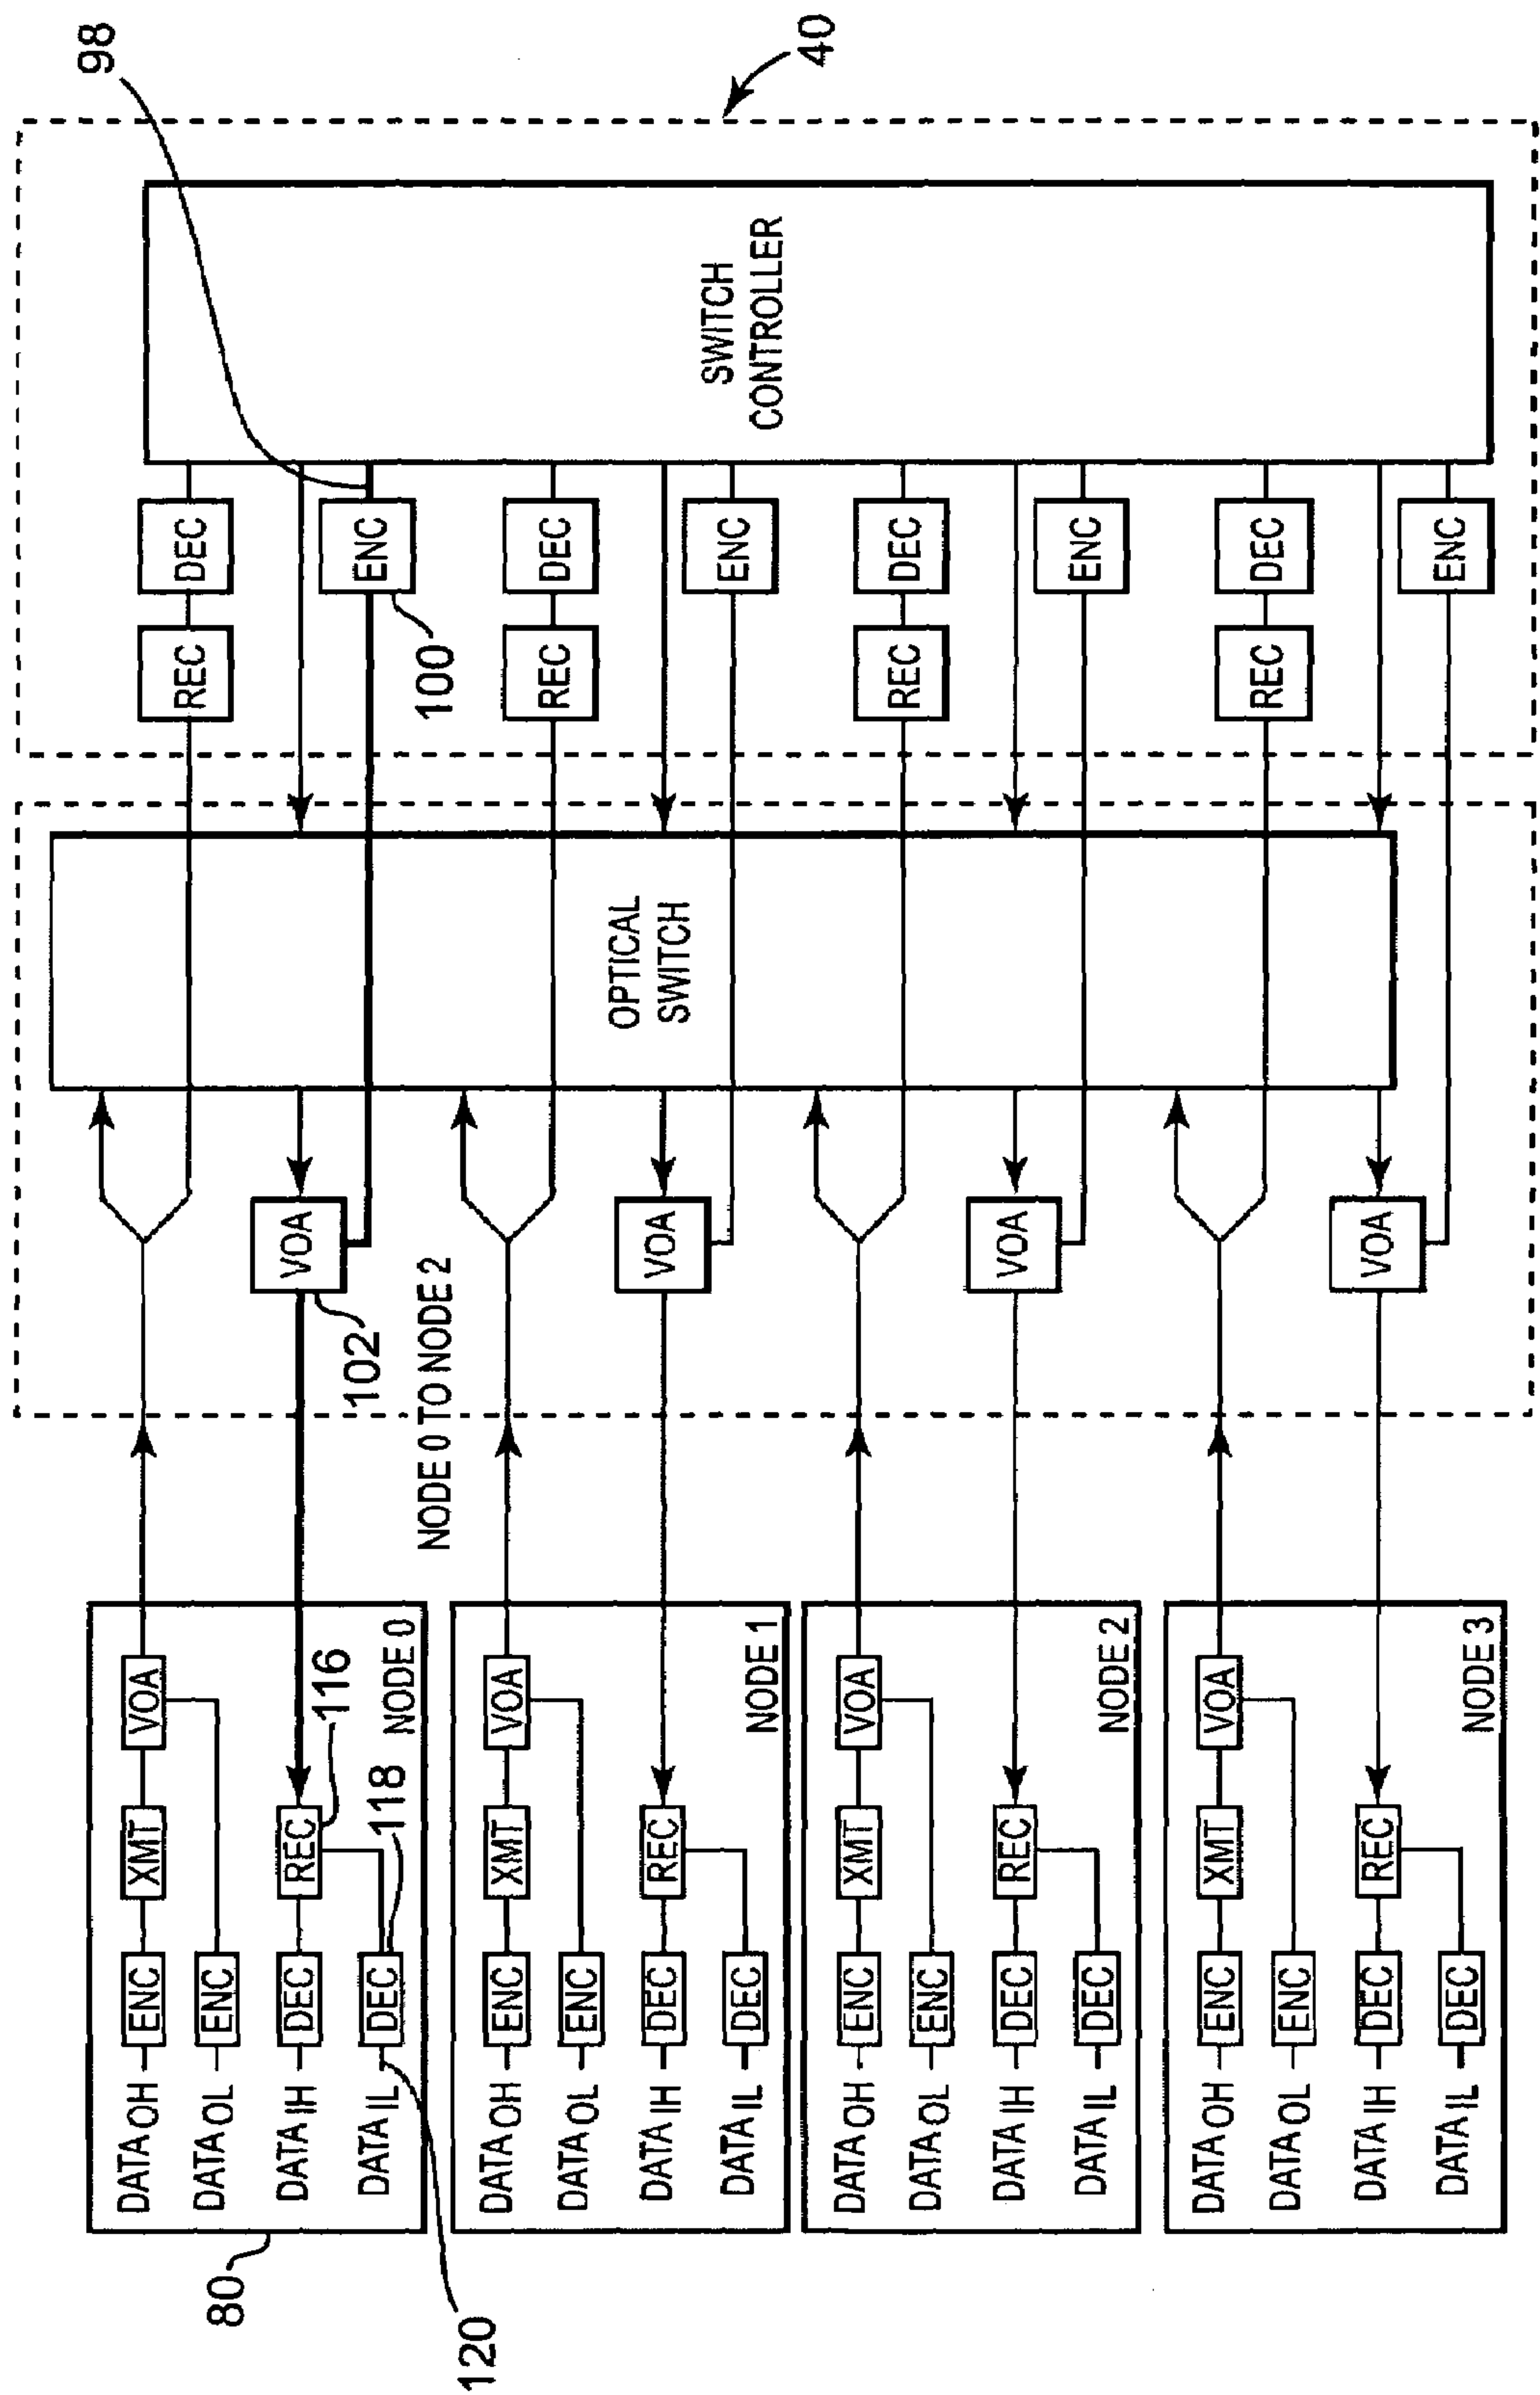 98
40
SWITCH
CONTROLLER
DEC
REC
ENC
100
DEC
REC
ENC
DEC
REC
ENC
DEC
REC
ENC
OPTICAL
SWITCH
VOA
102
VOA
VOA
VOA
NODE 0 TO NODE 2
80
DATA OH
ENC
XMT
VOA
DATA OL
ENC
DATA IH
DEC
REC
116
DATA IL
DEC
118
120
NODE 0
DATA OH
ENC
XMT
VOA
DATA OL
ENC
DATA IH
DEC
REC
DATA IL
DEC
NODE 1
DATA OH
ENC
XMT
VOA
DATA OL
ENC
DATA IH
DEC
REC
DATA IL
DEC
NODE 2
DATA OH
ENC
XMT
VOA
DATA OL
ENC
DATA IH
DEC
REC
DATA IL
DEC
NODE 3